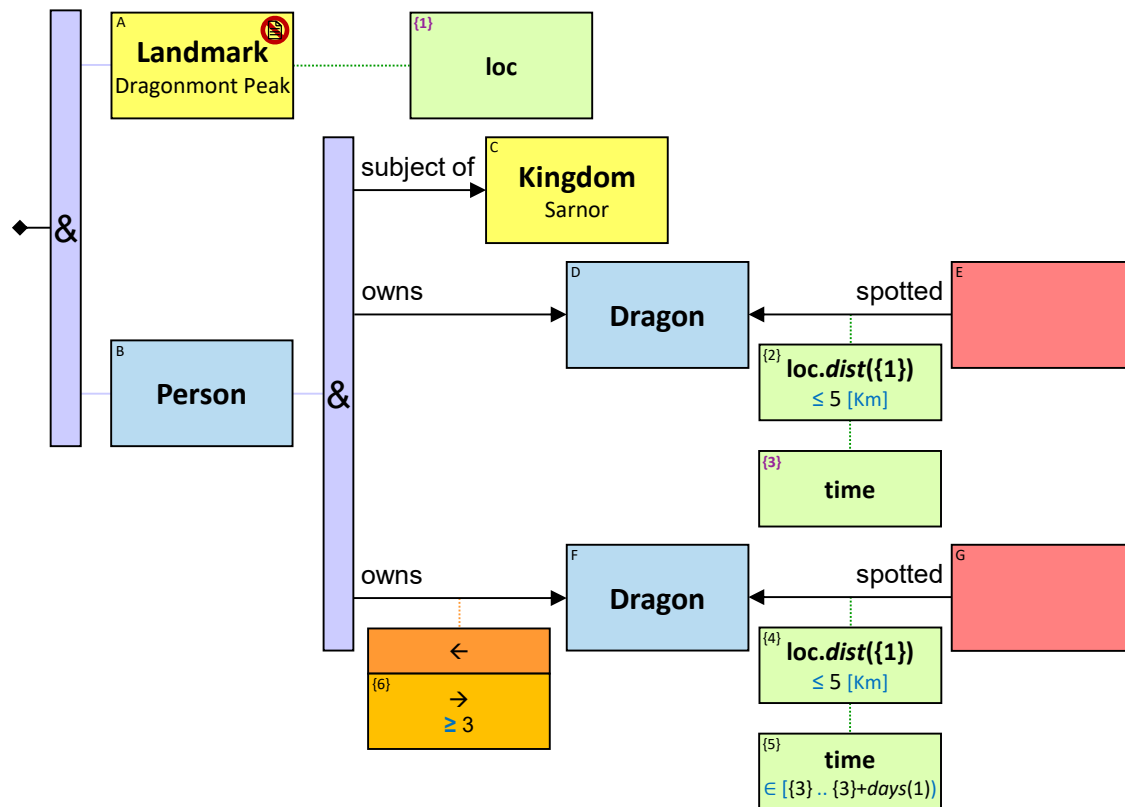 A
Landmark
Dragonmont Peak
{1}
loc
&
subject of
C
Kingdom
Sarnor
owns
D
Dragon
spotted
E
{2}
loc.dist({1})
≤ 5 [Km]
B
Person
&
{3}
time
owns
F
Dragon
spotted
G
←
{6}
→
≥ 3
{4}
loc.dist({1})
≤ 5 [Km]
{5}
time
∈ [{3} .. {3}+days(1))